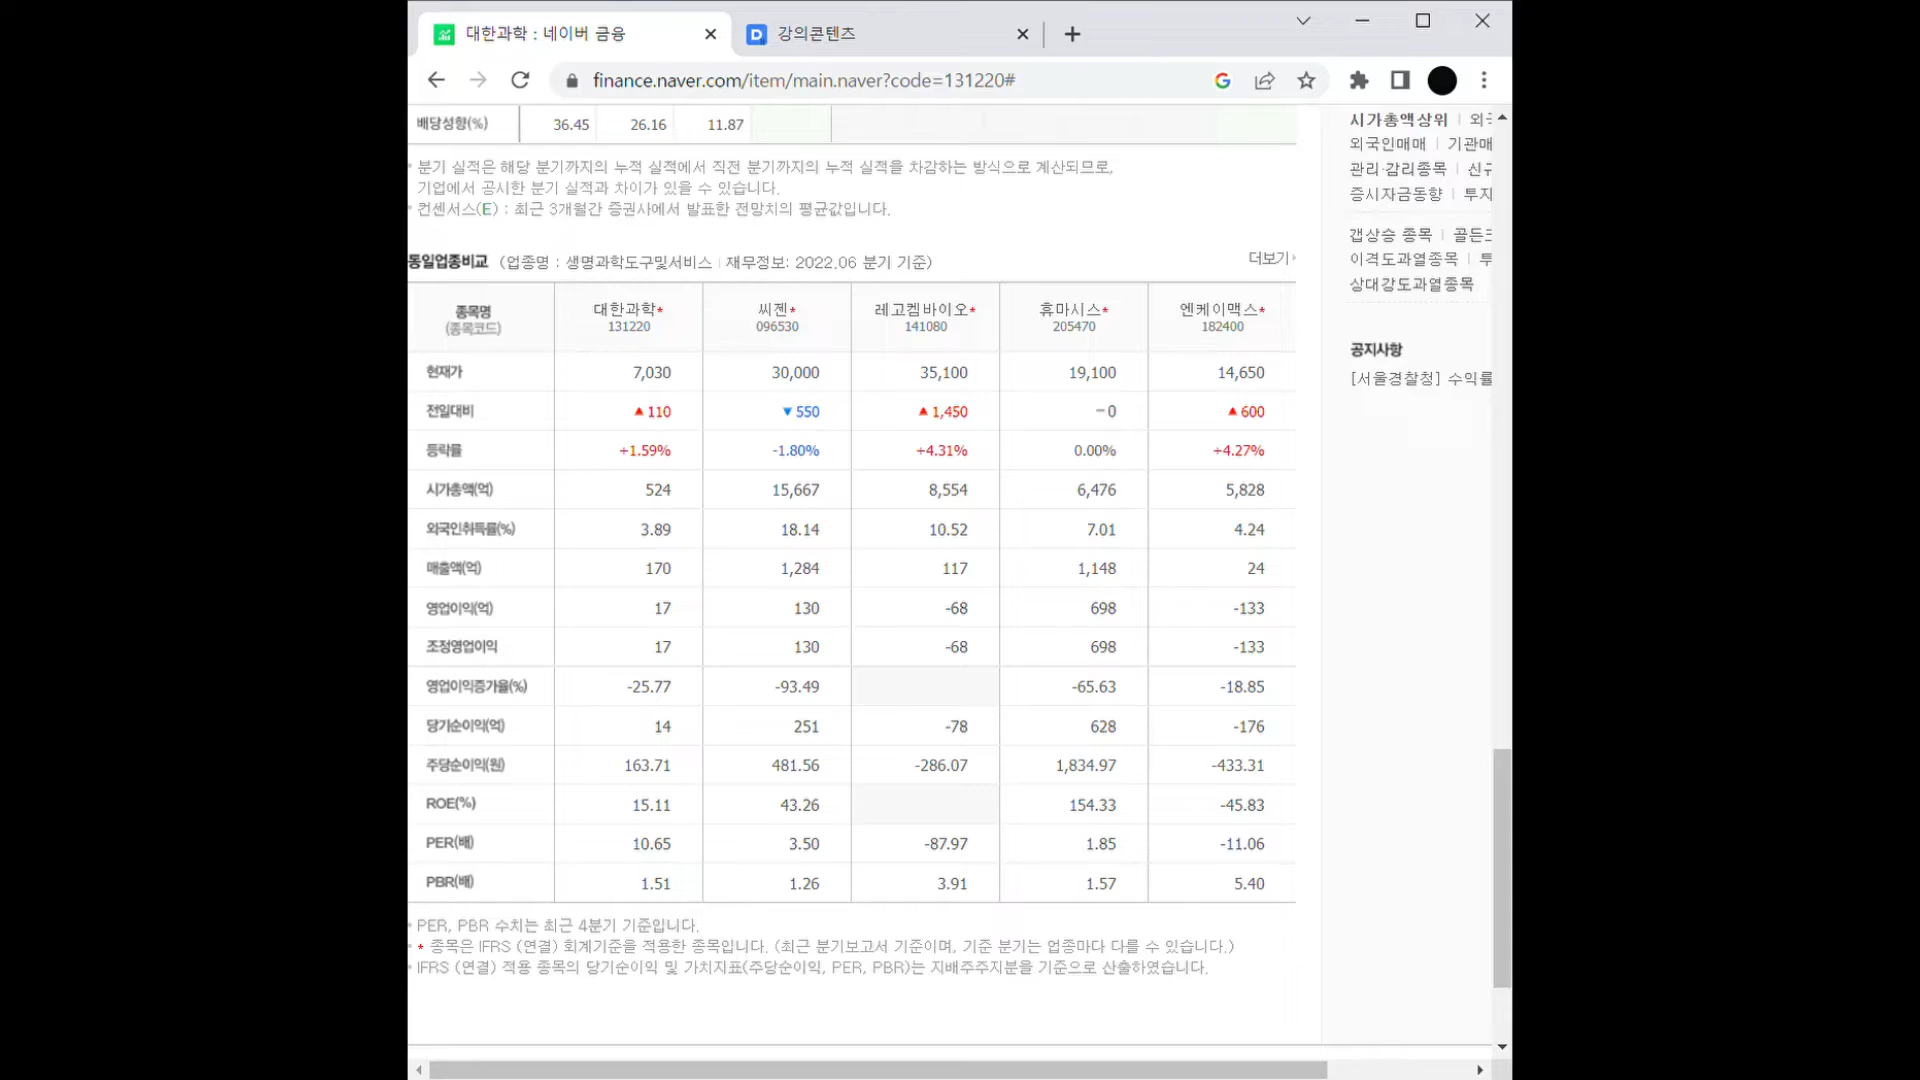 대한과학 : 네이버 금융
강의콘텐츠
finance.naver.com/item/main.naver?code=131220#
배당성향(%) 36.45 26.16 11.87
분기 실적은 해당 분기까지의 누적 실적에서 직전 분기까지의 누적 실적을 차감하는 방식으로 계산되므로,
기업에서 공시한 분기 실적과 차이가 있을 수 있습니다.
컨센서스(E) : 최근 3개월간 증권사에서 발표한 전망치의 평균값입니다.
동일업종비교 (업종명 : 생명과학도구및서비스 | 재무정보: 2022.06 분기 기준) 더보기
종목명 대한과학* 씨젠* 레고켐바이오* 휴마시스* 엔케이맥스*
(종목코드) 131220 096530 141080 205470 182400
현재가 7,030 30,000 35,100 19,100 14,650
전일대비 ▲110 ▼550 ▲1,450 −0 ▲600
등락률 +1.59% -1.80% +4.31% 0.00% +4.27%
시가총액(억) 524 15,667 8,554 6,476 5,828
외국인취득률(%) 3.89 18.14 10.52 7.01 4.24
매출액(억) 170 1,284 117 1,148 24
영업이익(억) 17 130 -68 698 -133
조정영업이익 17 130 -68 698 -133
영업이익증가율(%) -25.77 -93.49 -65.63 -18.85
당기순이익(억) 14 251 -78 628 -176
주당순이익(원) 163.71 481.56 -286.07 1,834.97 -433.31
ROE(%) 15.11 43.26 154.33 -45.83
PER(배) 10.65 3.50 -87.97 1.85 -11.06
PBR(배) 1.51 1.26 3.91 1.57 5.40
PER, PBR 수치는 최근 4분기 기준입니다.
* 종목은 IFRS (연결) 회계기준을 적용한 종목입니다. (최근 분기보고서 기준이며, 기준 분기는 업종마다 다를 수 있습니다.)
IFRS (연결) 적용 종목의 당기순이익 및 가치지표(주당순이익, PER, PBR)는 지배주주지분을 기준으로 산출하였습니다.
시가총액상위 |
외국인매매 | 기관매
관리·감리종목 | 신규
증시자금동향 | 투자
갭상승 종목 | 골든크
이격도과열종목 | 투
상대강도과열종목
공지사항
[서울경찰청] 수익률